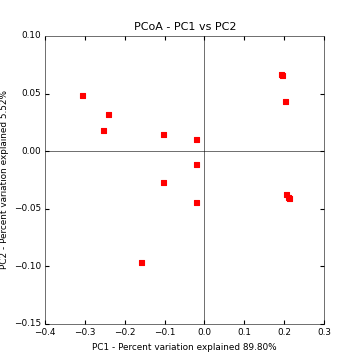 PCoA - PC1 vs PC2
0.10
0.05
0.00
−0.05
−0.10
−0.15
PC2 - Percent variation explained 5.52%
−0.4 −0.3 −0.2 −0.1 0.0 0.1 0.2 0.3
PC1 - Percent variation explained 89.80%